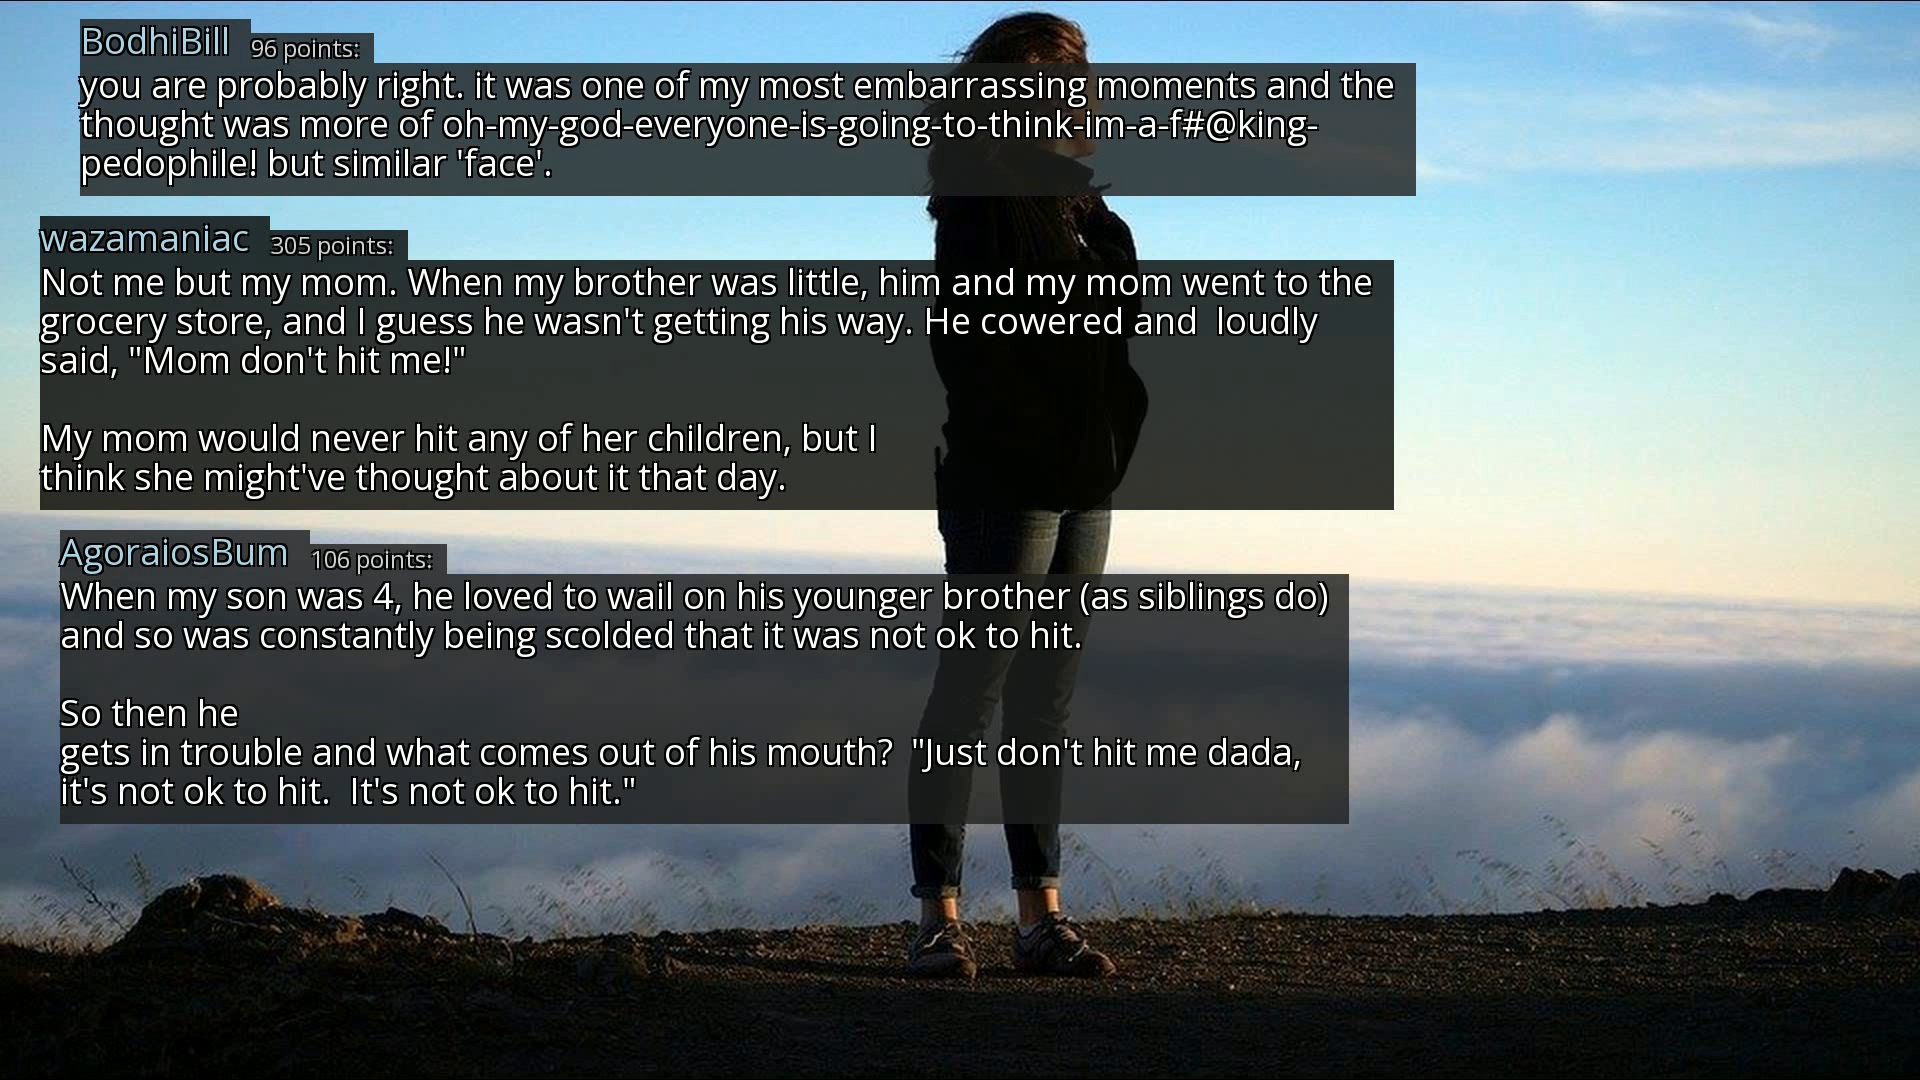 BodhiBill 96 points:
you are probably right. it was one of my most embarrassing moments and the
thought was more of oh-my-god-everyone-is-going-to-think-im-a-f#@king-
pedophile! but similar 'face'.
wazamaniac 305 points:
Not me but my mom. When my brother was little, him and my mom went to the
grocery store, and I guess he wasn't getting his way. He cowered and  loudly
said, "Mom don't hit me!"
My mom would never hit any of her children, but I
think she might've thought about it that day.
AgoraiosBum 106 points:
When my son was 4, he loved to wail on his younger brother (as siblings do)
and so was constantly being scolded that it was not ok to hit.
So then he
gets in trouble and what comes out of his mouth?  "Just don't hit me dada,
it's not ok to hit.  It's not ok to hit."